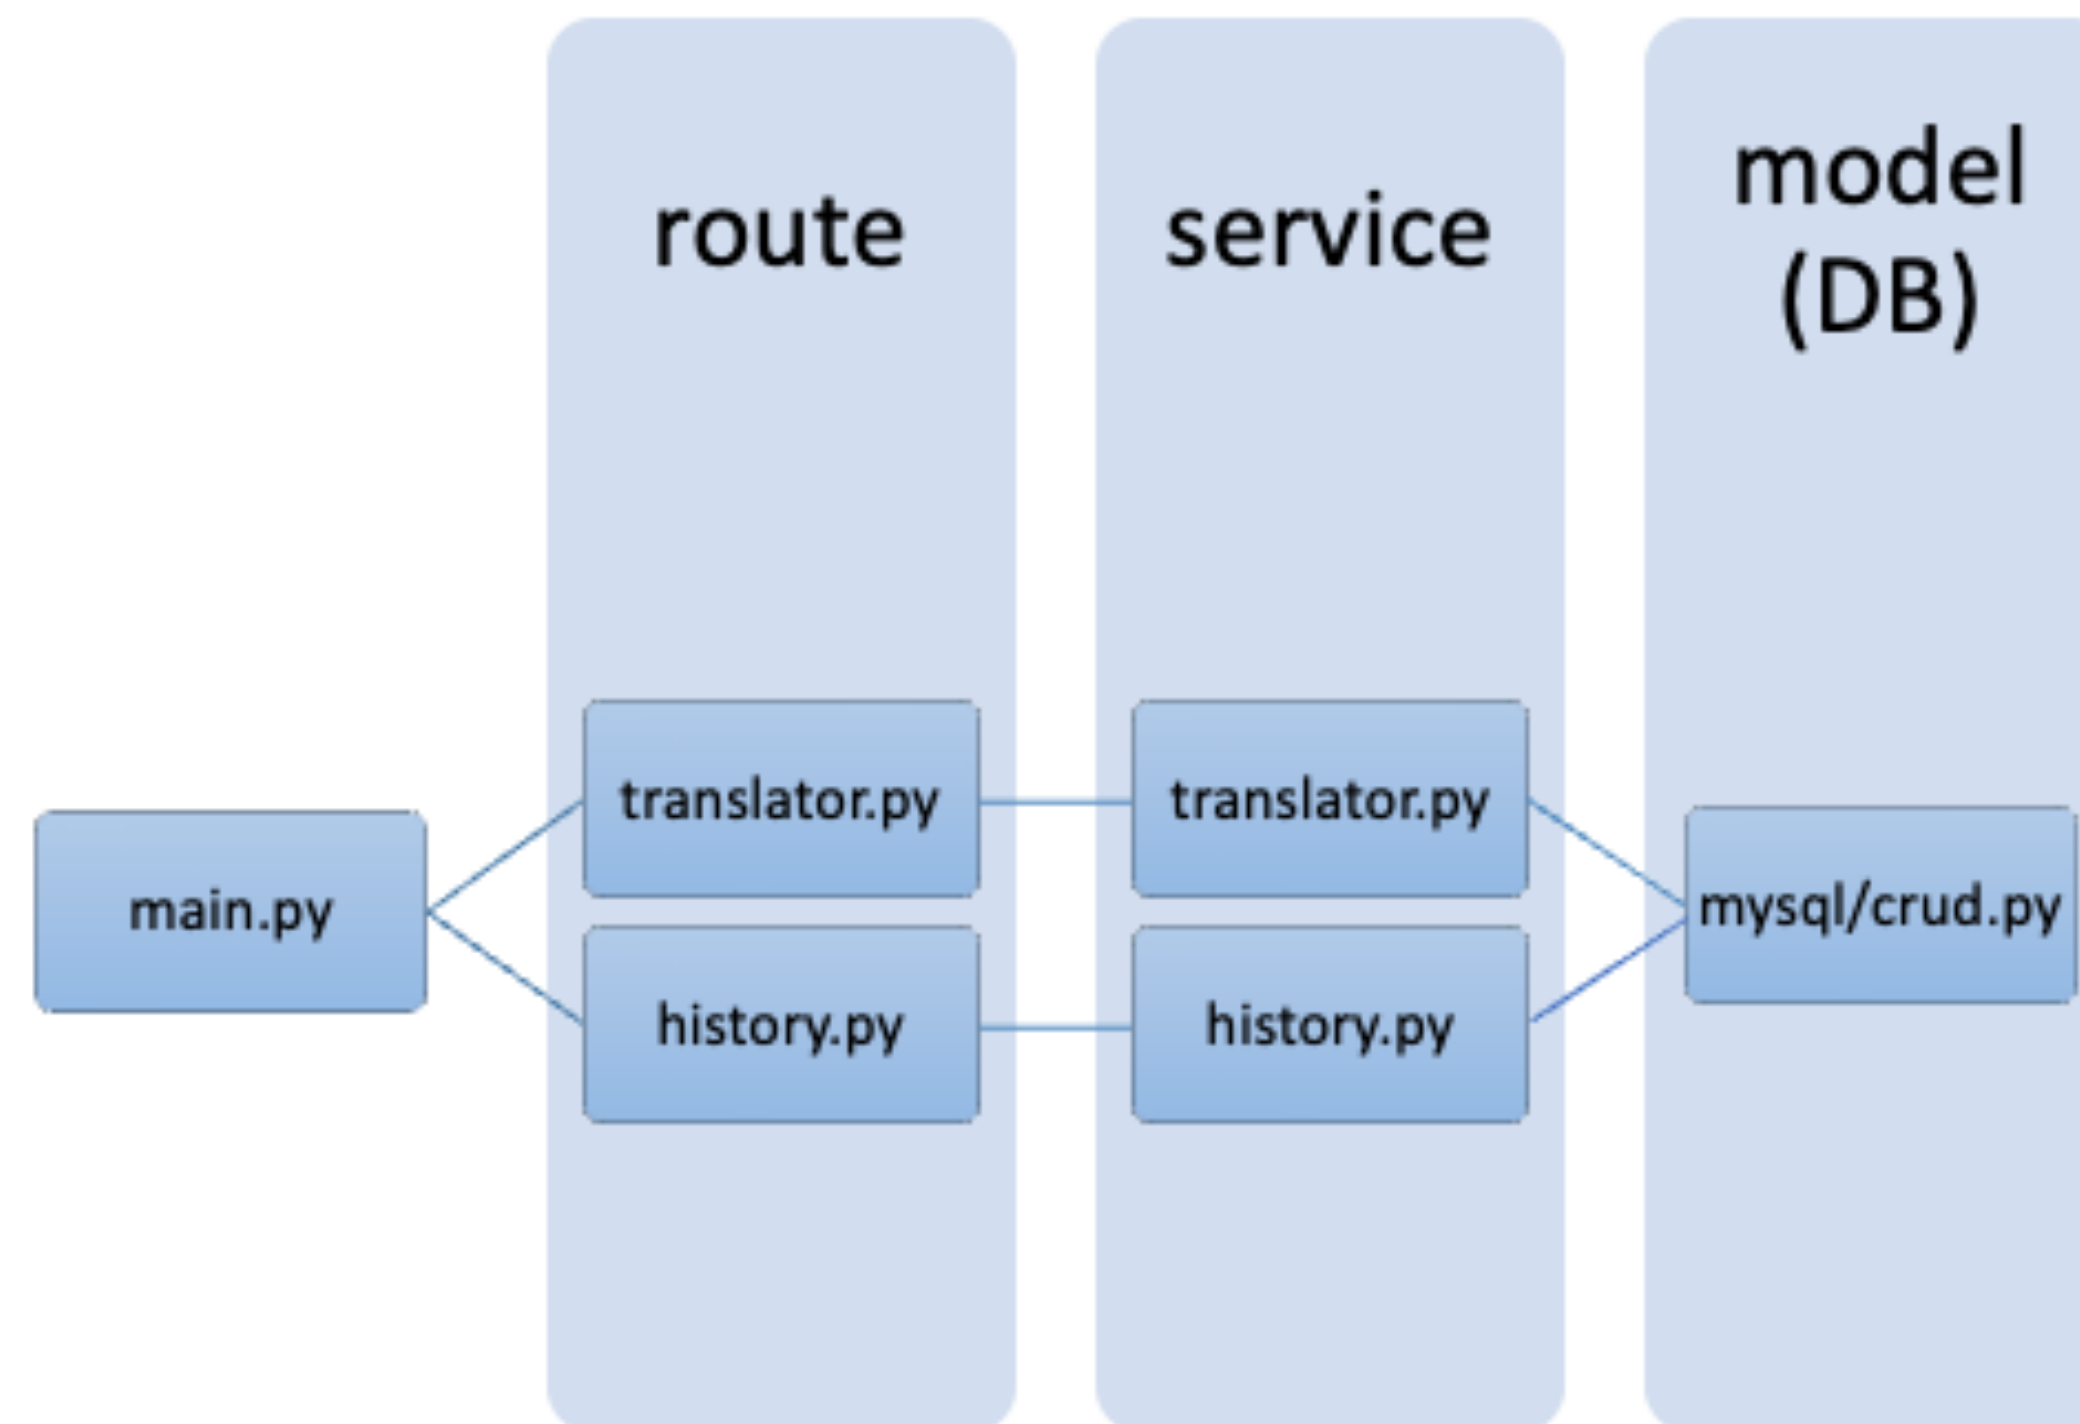 route
service
model
(DB)
translator.py
translator.py
main.py
mysql/crud.py
history.py
history.py